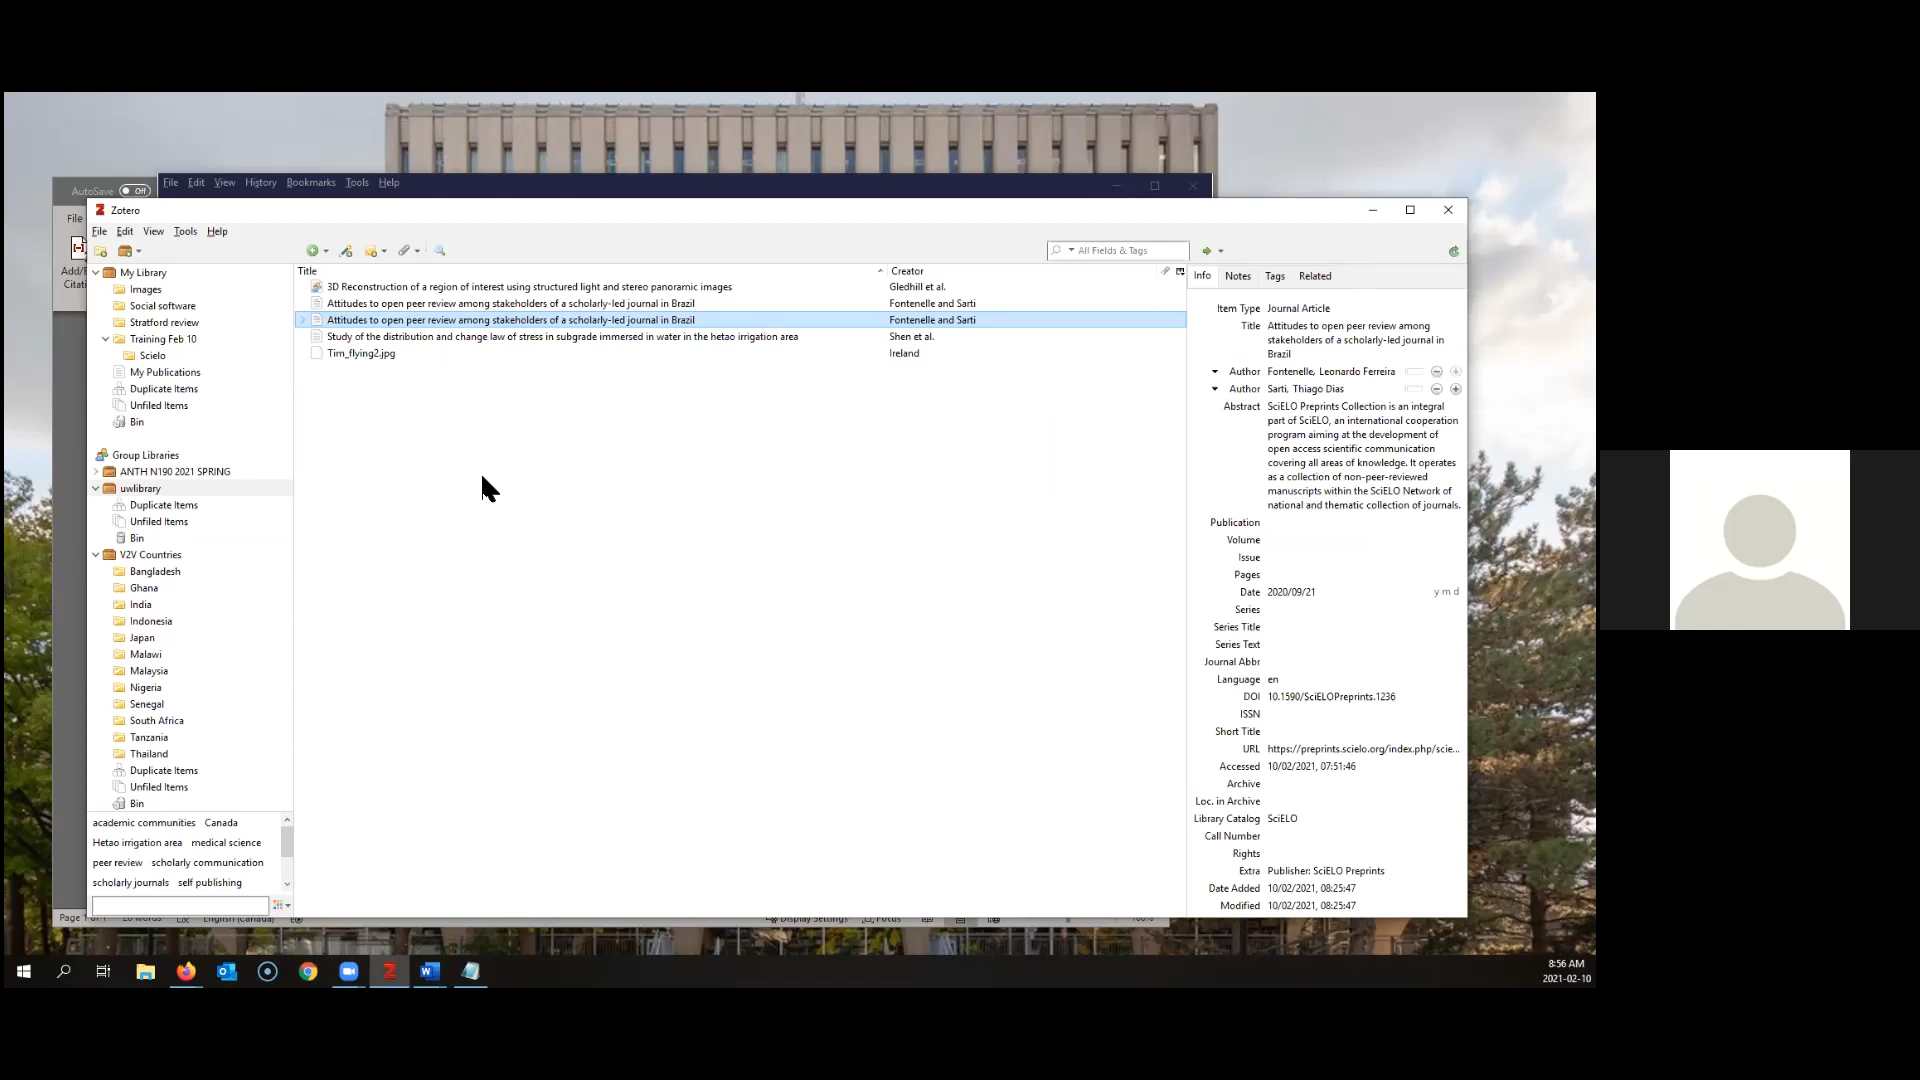 AutoSave Off
File Edit View History Bookmarks Tools Help
File
Zotero
File Edit View Tools Help
Add/E
Citati
All Fields & Tags
My Library
Images
Social software
Stratford review
Training Feb 10
Scielo
My Publications
Duplicate Items
Unfiled Items
Bin
Group Libraries
ANTH N190 2021 SPRING
uwlibrary
Duplicate Items
Unfiled Items
Bin
V2V Countries
Bangladesh
Ghana
India
Indonesia
Japan
Malawi
Malaysia
Nigeria
Senegal
South Africa
Tanzania
Thailand
Duplicate Items
Unfiled Items
Bin
academic communities Canada
Hetao irrigation area medical science
peer review scholarly communication
scholarly journals self publishing
Title Creator
3D Reconstruction of a region of interest using structured light and stereo panoramic images Gledhill et al.
Attitudes to open peer review among stakeholders of a scholarly-led journal in Brazil Fontenelle and Sarti
Attitudes to open peer review among stakeholders of a scholarly-led journal in Brazil Fontenelle and Sarti
Study of the distribution and change law of stress in subgrade immersed in water in the hetao irrigation area Shen et al.
Tim_flying2.jpg Ireland
Info Notes Tags Related
Item Type Journal Article
Title Attitudes to open peer review among
stakeholders of a scholarly-led journal in
Brazil
Author Fontenelle, Leonardo Ferreira
Author Sarti, Thiago Dias
Abstract SciELO Preprints Collection is an integral
part of SciELO, an international cooperation
program aiming at the development of
open access scientific communication
covering all areas of knowledge. It operates
as a collection of non-peer-reviewed
manuscripts within the SciELO Network of
national and thematic collection of journals.
Publication
Volume
Issue
Pages
Date 2020/09/21 y m d
Series
Series Title
Series Text
Journal Abbr
Language en
DOI 10.1590/SciELOPreprints.1236
ISSN
Short Title
URL https://preprints.scielo.org/index.php/scie...
Accessed 10/02/2021, 07:51:46
Archive
Loc. in Archive
Library Catalog SciELO
Call Number
Rights
Extra Publisher: SciELO Preprints
Date Added 10/02/2021, 08:25:47
Modified 10/02/2021, 08:25:47
Display Settings Focus
8:56 AM
2021-02-10